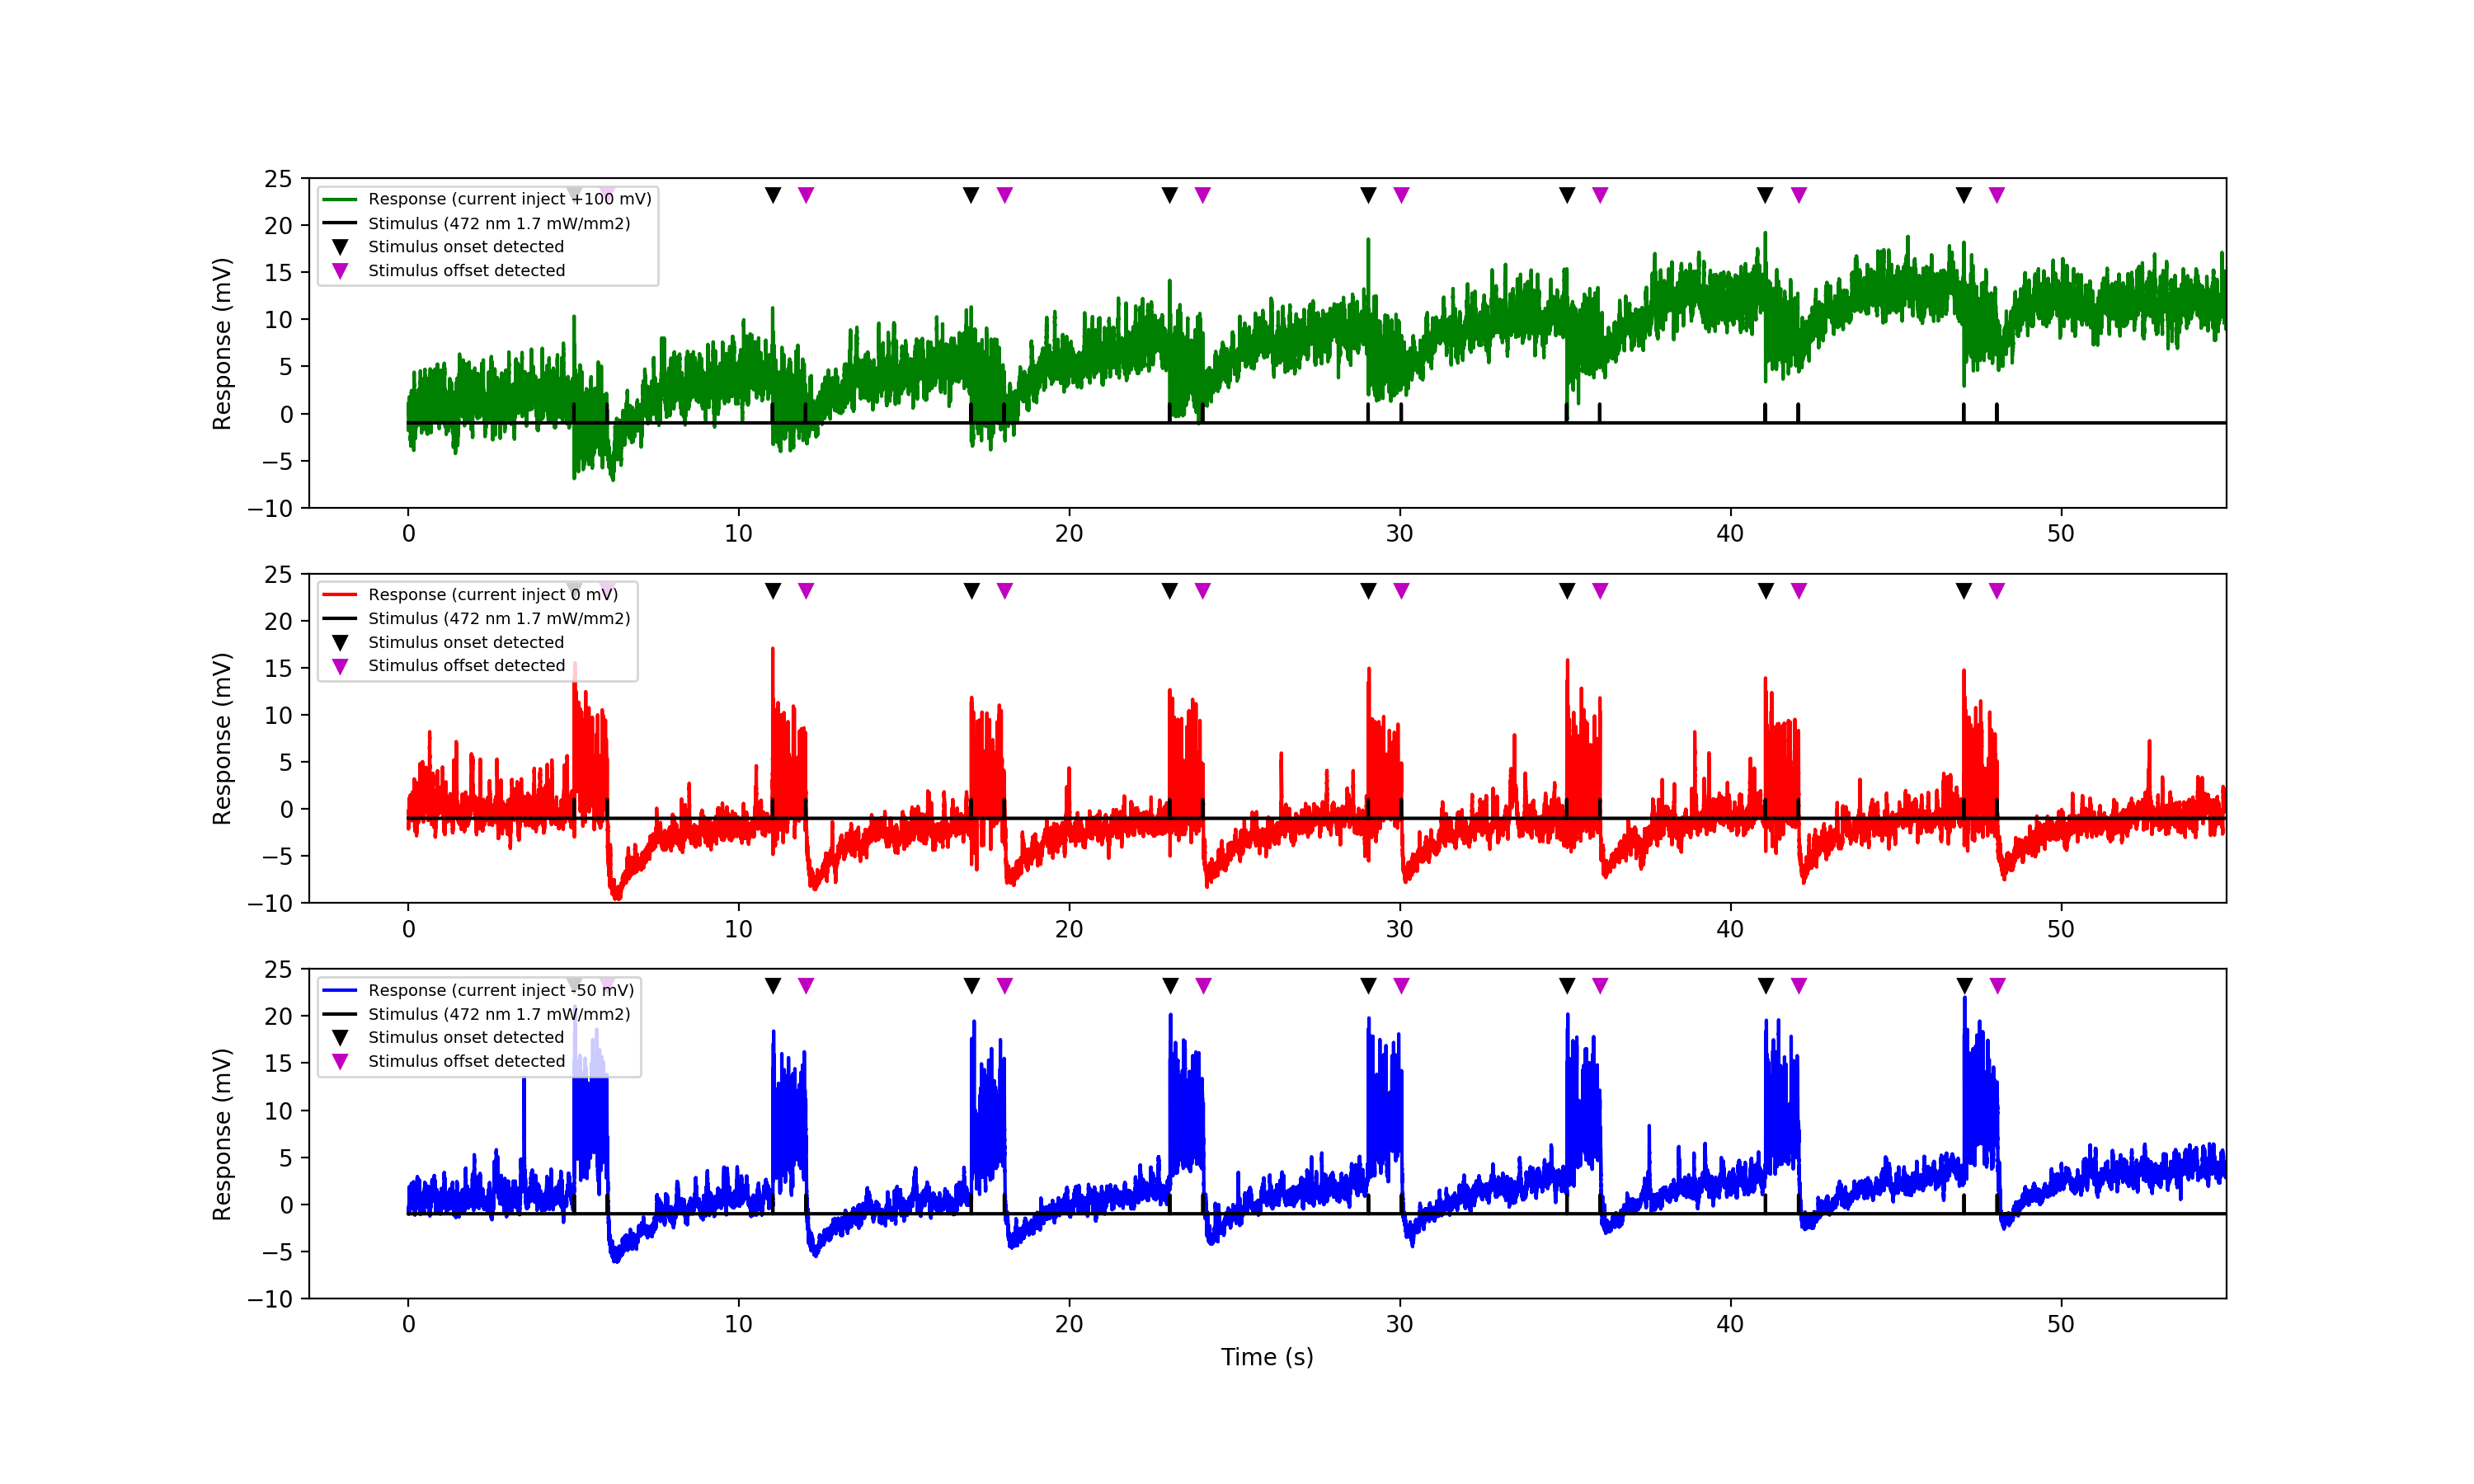 25
20
15
10
5
0
−5
−10
Response (mV)
Response (current inject +100 mV)
Stimulus (472 nm 1.7 mW/mm2)
Stimulus onset detected
Stimulus offset detected
0 10 20 30 40 50
25
20
15
10
5
0
−5
−10
Response (mV)
Response (current inject 0 mV)
Stimulus (472 nm 1.7 mW/mm2)
Stimulus onset detected
Stimulus offset detected
0 10 20 30 40 50
25
20
15
10
5
0
−5
−10
Response (mV)
Response (current inject -50 mV)
Stimulus (472 nm 1.7 mW/mm2)
Stimulus onset detected
Stimulus offset detected
0 10 20 30 40 50
Time (s)